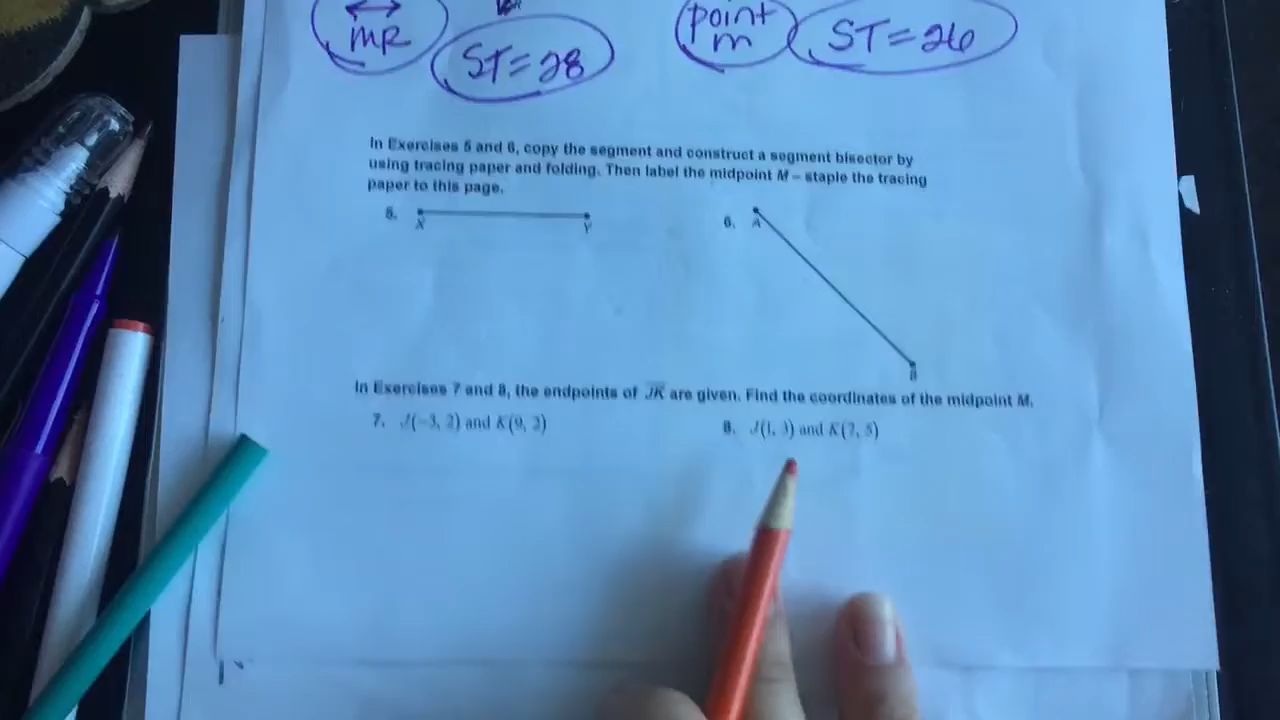 MR
ST=28
point
m
ST=26
In Exercises 5 and 6, copy the segment and construct a segment bisector by
using tracing paper and folding. Then label the midpoint M – staple the tracing
paper to this page.
5.
X
Y
6.
A
B
In Exercises 7 and 8, the endpoints of JK are given. Find the coordinates of the midpoint M.
7. J(−3, 2) and K(9, 2)
8. J(1, 3) and K(7, 5)